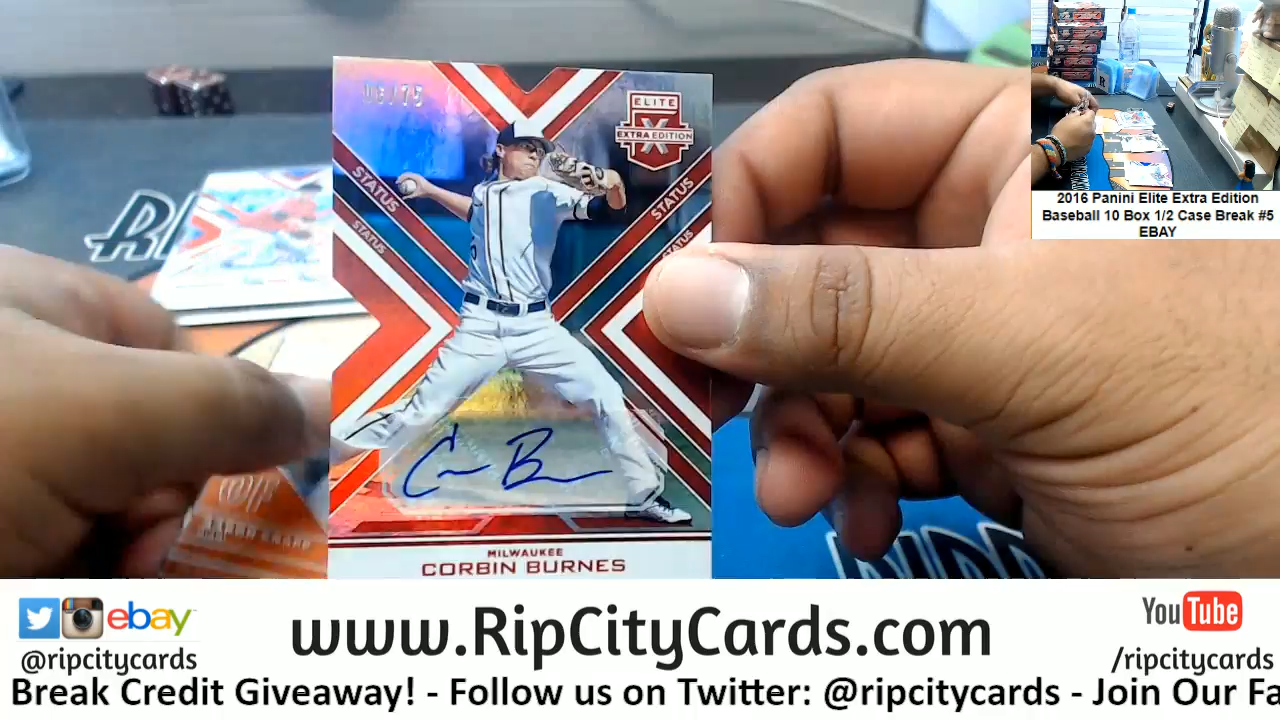 ELITE
X
EXTRA EDITION
STATUS
STATUS
STATUS
STATUS
MILWAUKEE
CORBIN BURNES
2016 Panini Elite Extra Edition
Baseball 10 Box 1/2 Case Break #5
EBAY
ebay
@ripcitycards
www.RipCityCards.com
YouTube
/ripcitycards
Break Credit Giveaway! - Follow us on Twitter: @ripcitycards - Join Our Fa